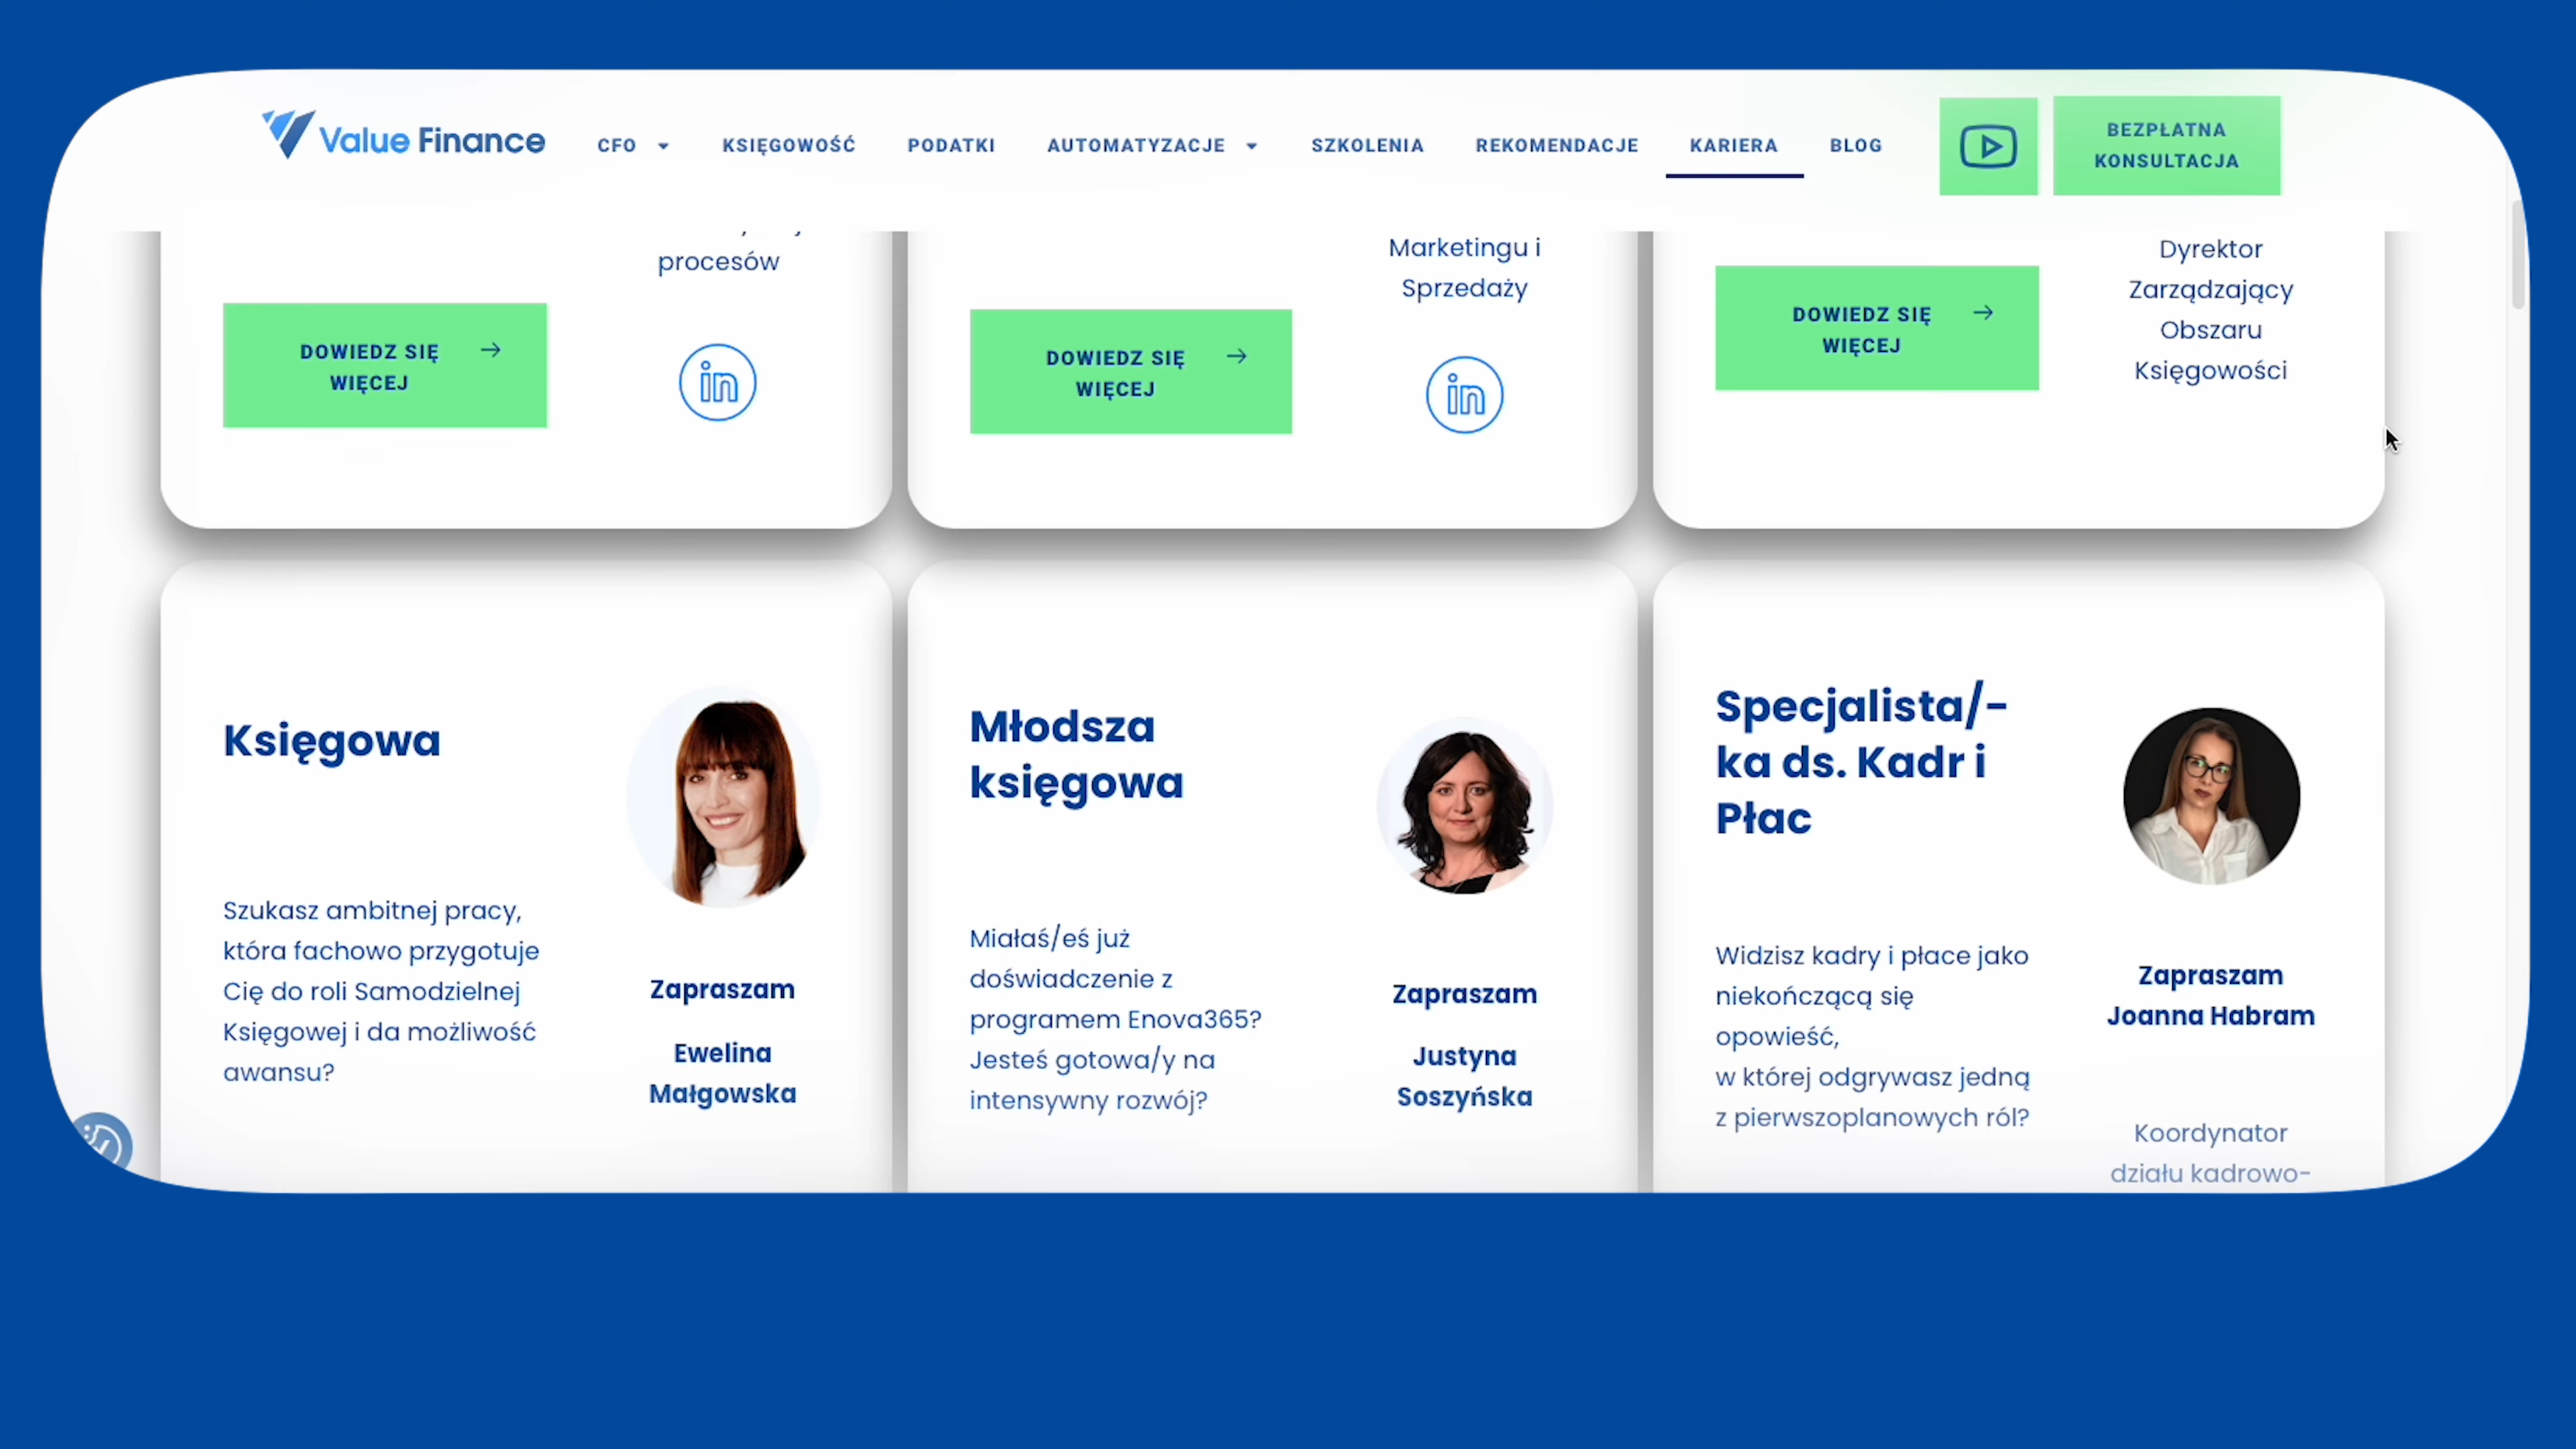 Value Finance
CFO
KSIĘGOWOŚĆ
PODATKI
AUTOMATYZACJE
SZKOLENIA
REKOMENDACJE
KARIERA
BLOG
BEZPŁATNA
KONSULTACJA
procesów
DOWIEDZ SIĘ
WIĘCEJ
in
Marketingu i
Sprzedaży
DOWIEDZ SIĘ
WIĘCEJ
in
DOWIEDZ SIĘ
WIĘCEJ
Dyrektor
Zarządzający
Obszaru
Księgowości
Księgowa
Szukasz ambitnej pracy,
która fachowo przygotuje
Cię do roli Samodzielnej
Księgowej i da możliwość
awansu?
Zapraszam
Ewelina
Małgowska
Młodsza
księgowa
Miałaś/eś już
doświadczenie z
programem Enova365?
Jesteś gotowa/y na
intensywny rozwój?
Zapraszam
Justyna
Soszyńska
Specjalista/-
ka ds. Kadr i
Płac
Widzisz kadry i płace jako
niekończącą się
opowieść,
w której odgrywasz jedną
z pierwszoplanowych ról?
Zapraszam
Joanna Habram
Koordynator
działu kadrowo-